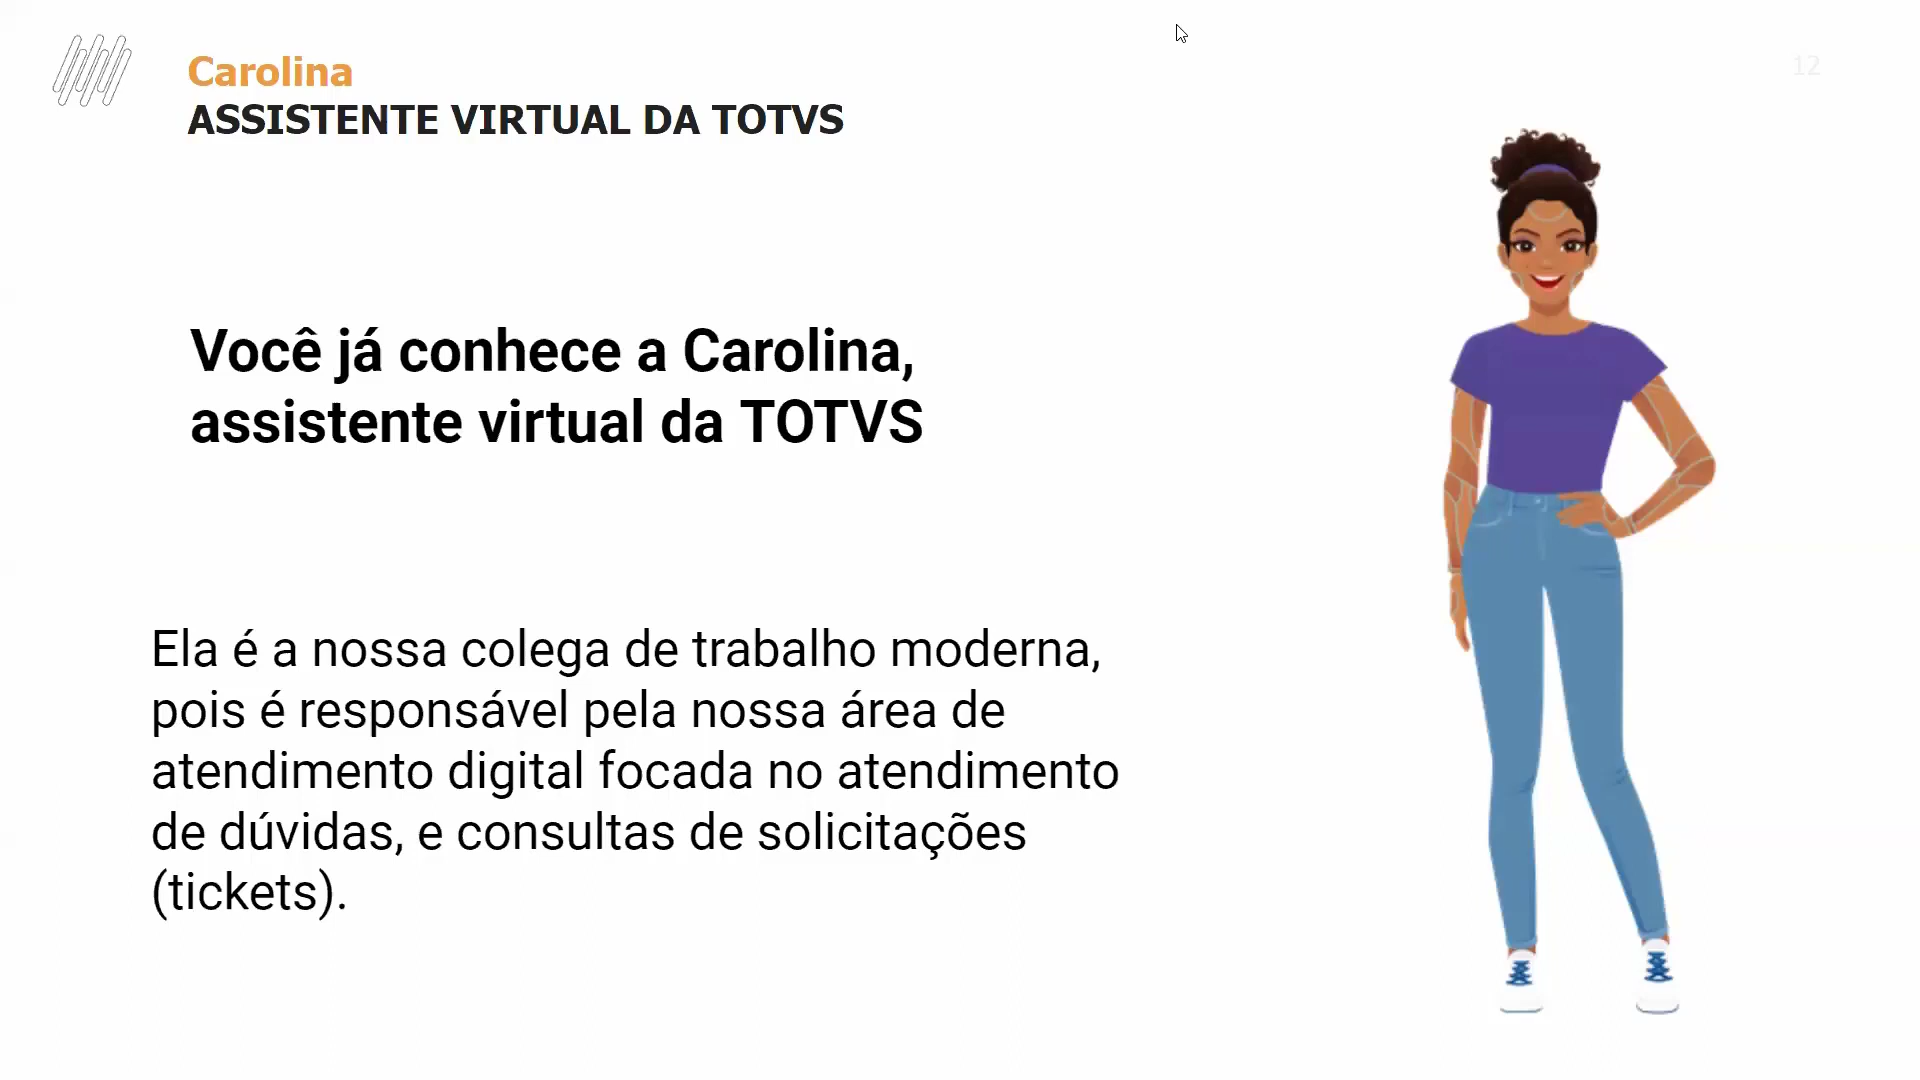 Carolina
ASSISTENTE VIRTUAL DA TOTVS
12
Você já conhece a Carolina,
assistente virtual da TOTVS
Ela é a nossa colega de trabalho moderna,
pois é responsável pela nossa área de
atendimento digital focada no atendimento
de dúvidas, e consultas de solicitações
(tickets).